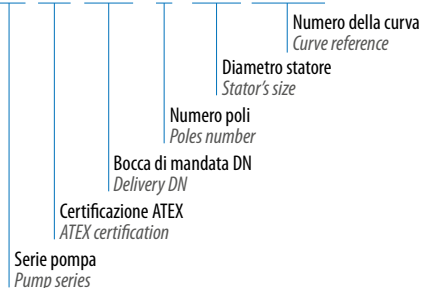 Numero della curva
Curve reference
Diametro statore
Stator's size
Numero poli
Poles number
Bocca di mandata DN
Delivery DN
Certificazione ATEX
ATEX certification
Serie pompa
Pump series